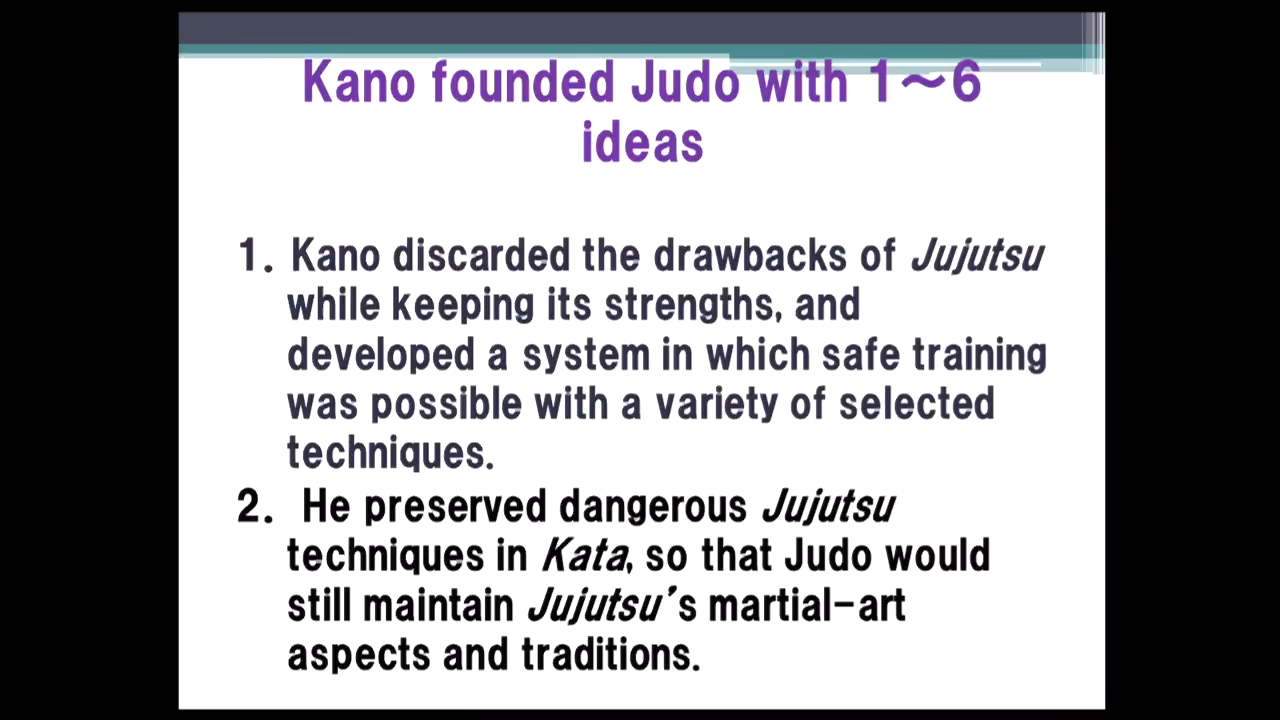 Kano founded Judo with 1～6
ideas
1. Kano discarded the drawbacks of Jujutsu
while keeping its strengths, and
developed a system in which safe training
was possible with a variety of selected
techniques.
2. He preserved dangerous Jujutsu
techniques in Kata, so that Judo would
still maintain Jujutsu’s martial-art
aspects and traditions.